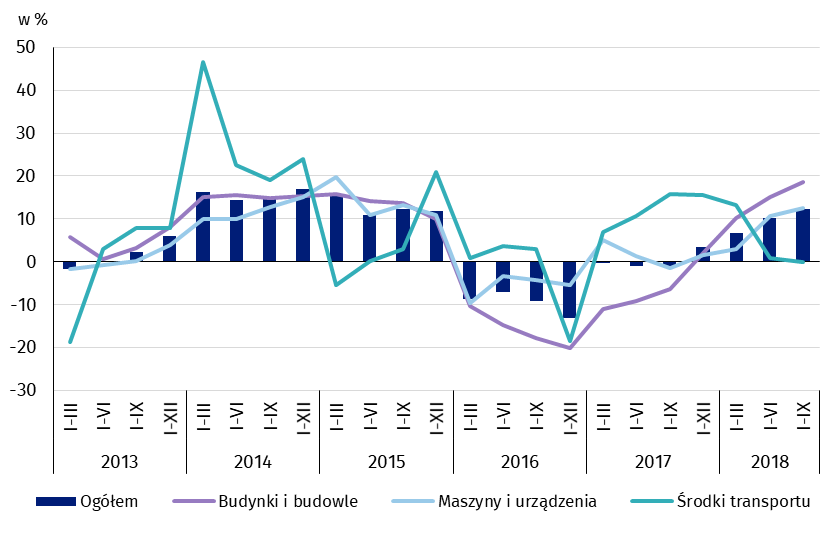 w %
50
40
30
20
10
0
-10
-20
-30
I-III I-VI I-IX I-XII I-III I-VI I-IX I-XII I-III I-VI I-IX I-XII I-III I-VI I-IX I-XII I-III I-VI I-IX I-XII I-III I-VI I-IX
2013 2014 2015 2016 2017 2018
Ogółem Budynki i budowle Maszyny i urządzenia Środki transportu